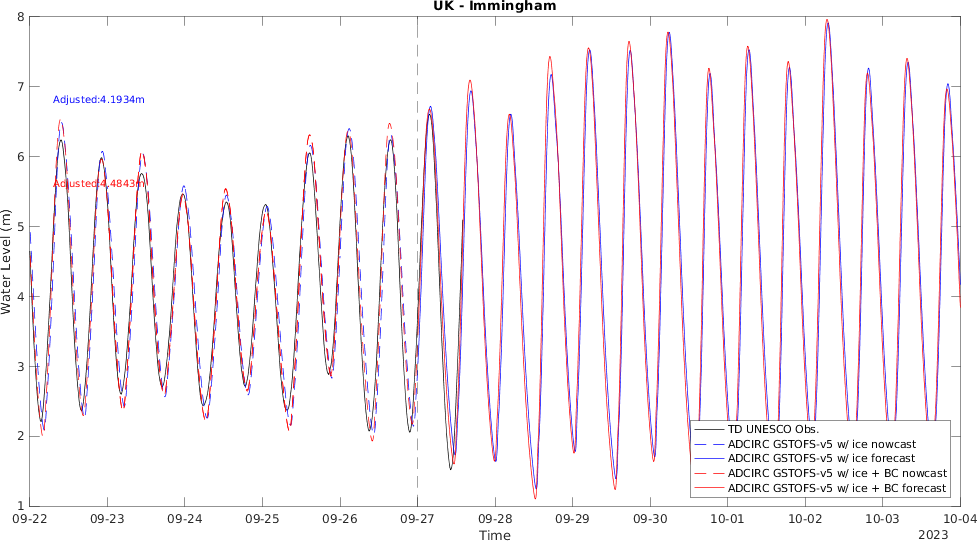 UK - Immingham
8
7
6
5
4
3
2
1
Water Level (m)
Adjusted:4.1934m
Adjusted:4.4843m
TD UNESCO Obs.
ADCIRC GSTOFS-v5 w/ ice nowcast
ADCIRC GSTOFS-v5 w/ ice forecast
ADCIRC GSTOFS-v5 w/ ice + BC nowcast
ADCIRC GSTOFS-v5 w/ ice + BC forecast
09-22 09-23 09-24 09-25 09-26 09-27 09-28 09-29 09-30 10-01 10-02 10-03 10-04
Time
2023